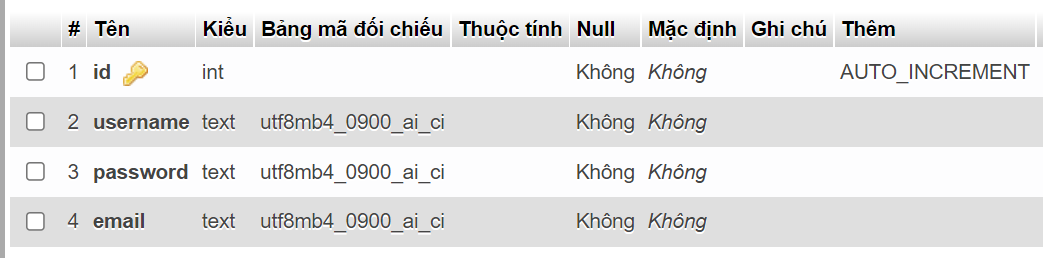 # Tên Kiểu Bảng mã đối chiếu Thuộc tính Null Mặc định Ghi chú Thêm
1 id int Không Không AUTO_INCREMENT
2 username text utf8mb4_0900_ai_ci Không Không
3 password text utf8mb4_0900_ai_ci Không Không
4 email text utf8mb4_0900_ai_ci Không Không